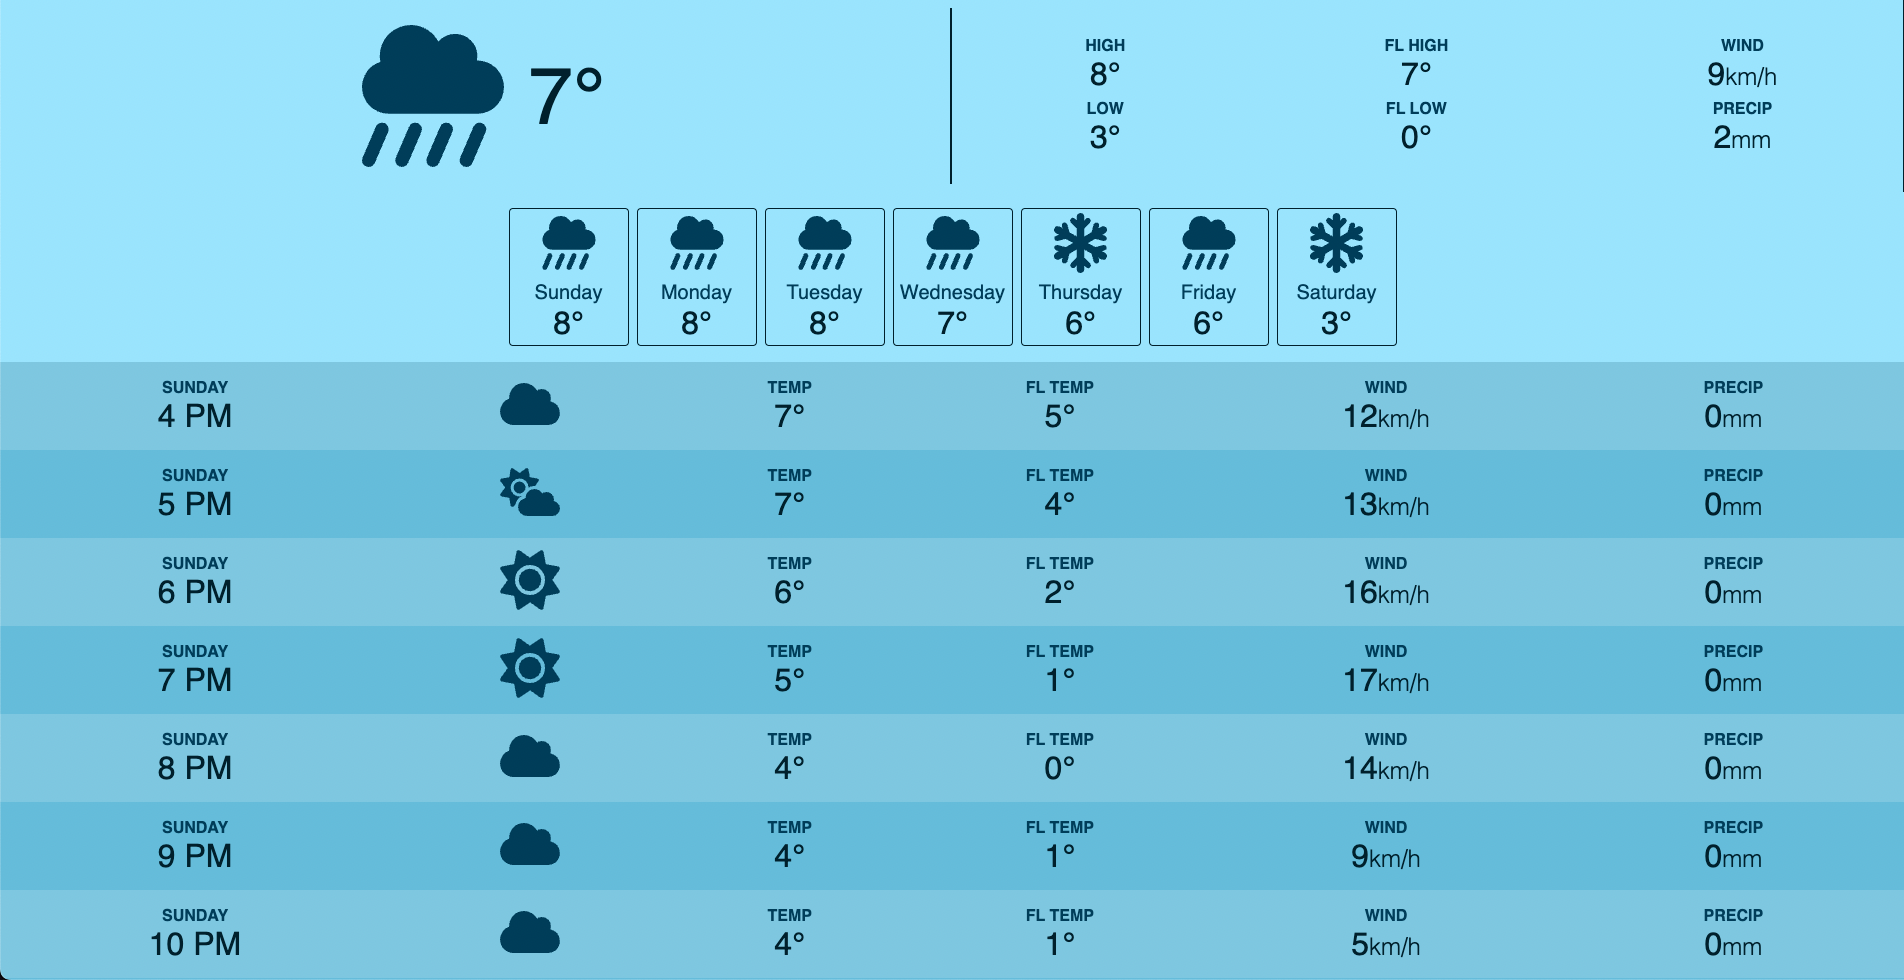 7°
HIGH FL HIGH WIND
8° 7° 9km/h
LOW FL LOW PRECIP
3° 0° 2mm
Sunday Monday Tuesday Wednesday Thursday Friday Saturday
8° 8° 8° 7° 6° 6° 3°
SUNDAY TEMP FL TEMP WIND PRECIP
4 PM 7° 5° 12km/h 0mm
SUNDAY TEMP FL TEMP WIND PRECIP
5 PM 7° 4° 13km/h 0mm
SUNDAY TEMP FL TEMP WIND PRECIP
6 PM 6° 2° 16km/h 0mm
SUNDAY TEMP FL TEMP WIND PRECIP
7 PM 5° 1° 17km/h 0mm
SUNDAY TEMP FL TEMP WIND PRECIP
8 PM 4° 0° 14km/h 0mm
SUNDAY TEMP FL TEMP WIND PRECIP
9 PM 4° 1° 9km/h 0mm
SUNDAY TEMP FL TEMP WIND PRECIP
10 PM 4° 1° 5km/h 0mm